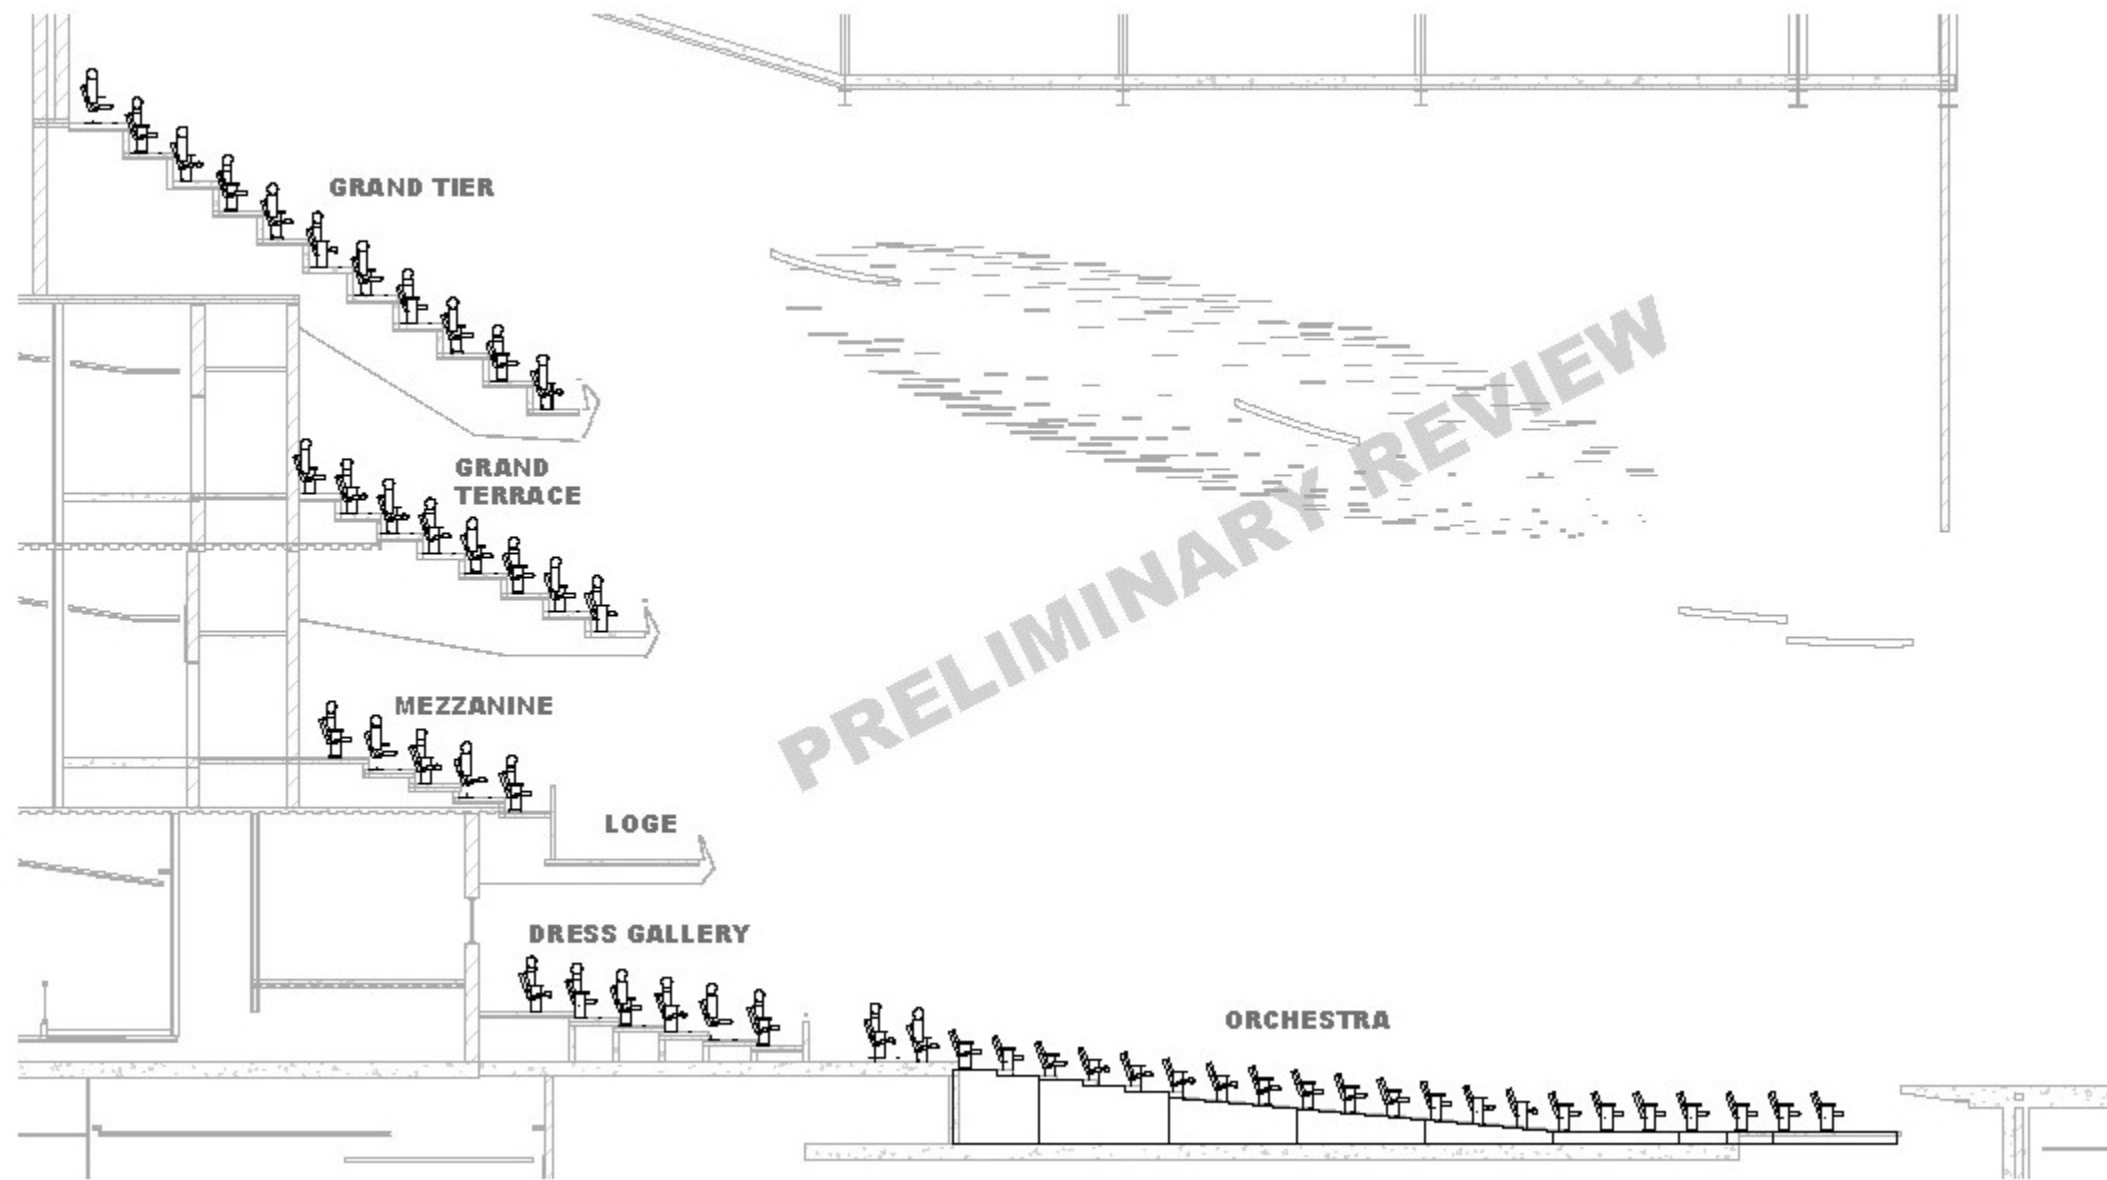 GRAND TIER
GRAND
TERRACE
MEZZANINE
LOGE
DRESS GALLERY
ORCHESTRA
PRELIMINARY REVIEW